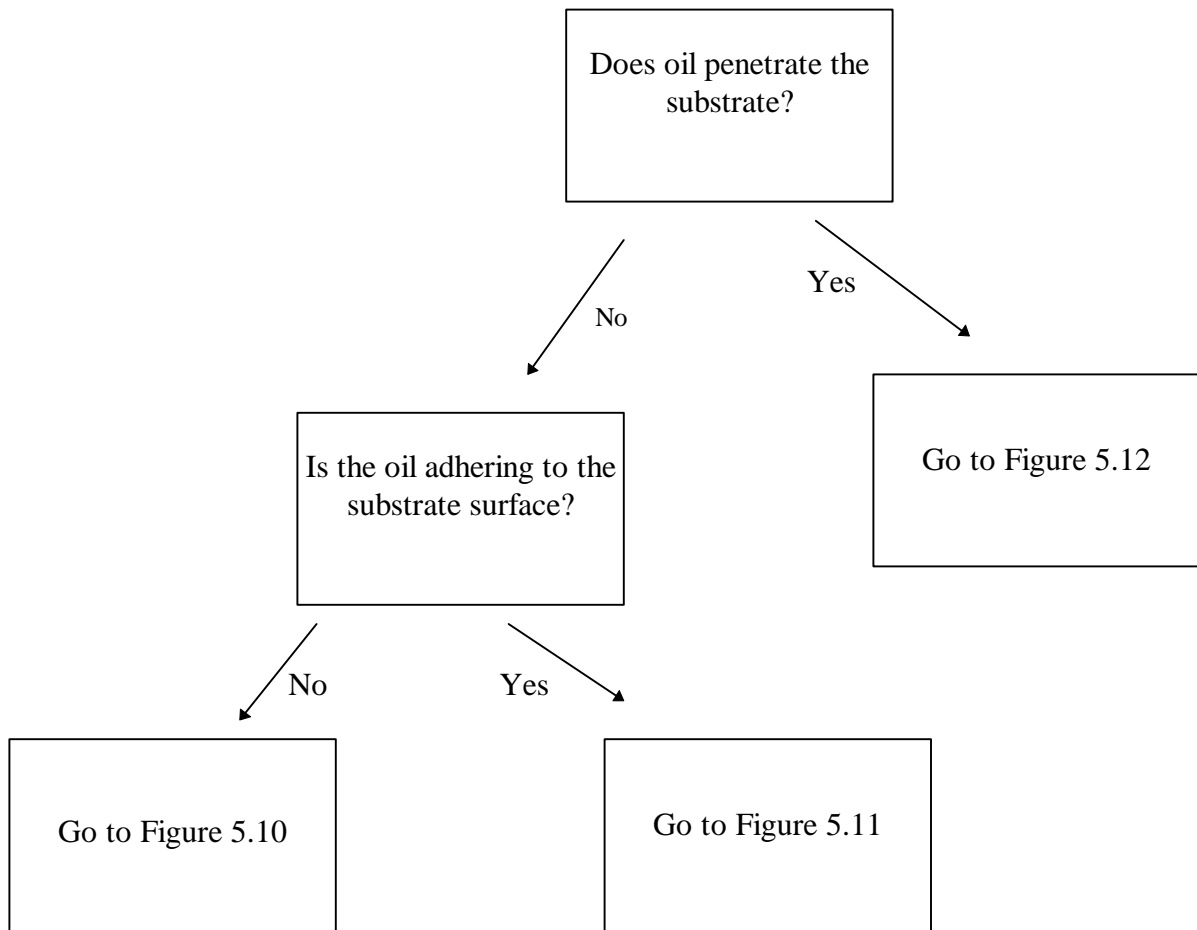 Does oil penetrate the
substrate?
Yes
No
Is the oil adhering to the
substrate surface?
Go to Figure 5.12
No
Yes
Go to Figure 5.10
Go to Figure 5.11